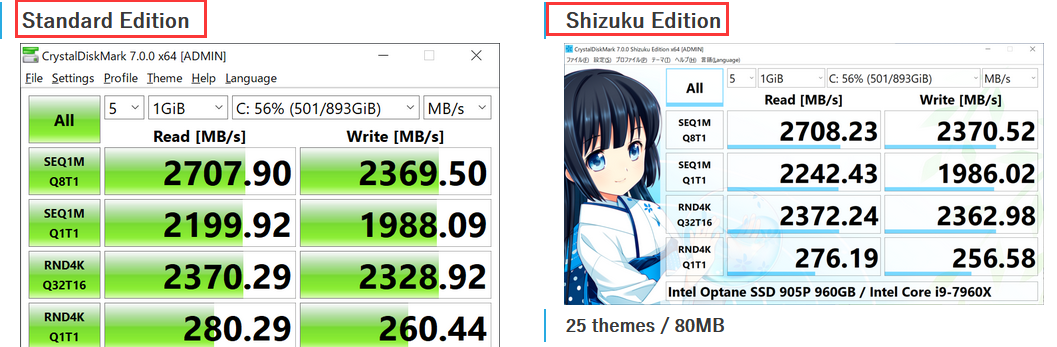 Standard Edition
CrystalDiskMark 7.0.0 x64 [ADMIN]
File Settings Profile Theme Help Language
All
5 1GiB C: 56% (501/893GiB) MB/s
Read [MB/s] Write [MB/s]
SEQ1M
Q8T1
2707.90 2369.50
SEQ1M
Q1T1
2199.92 1988.09
RND4K
Q32T16
2370.29 2328.92
RND4K
Q1T1
280.29 260.44
Shizuku Edition
CrystalDiskMark 7.0.0 Shizuku Edition x64 [ADMIN]
ファイル(F) 設定(S) プロファイル(P) テーマ(T) ヘルプ(H) 言語(Language)
All
5 1GiB C: 56% (501/893GiB) MB/s
Read [MB/s] Write [MB/s]
SEQ1M
Q8T1
2708.23 2370.52
SEQ1M
Q1T1
2242.43 1986.02
RND4K
Q32T16
2372.24 2362.98
RND4K
Q1T1
276.19 256.58
Intel Optane SSD 905P 960GB / Intel Core i9-7960X
25 themes / 80MB